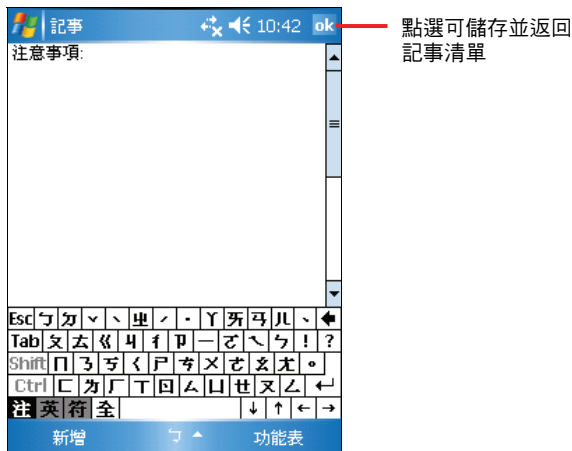 記事 10:42 ok
點選可儲存並返回
記事清單
注意事項:
Esc ㄅ ㄉ ˇ ˋ ㄓ ˊ ˙ ㄚ ㄞ ㄢ ㄦ 、
Tab ㄆ ㄊ ㄍ ㄐ ㄔ ㄗ ㄧ ㄛ ㄟ ㄣ ! ?
Shift ㄇ ㄋ ㄎ ㄑ ㄕ ㄘ ㄨ ㄜ ㄠ ㄤ 。
Ctrl ㄈ ㄌ ㄏ ㄒ ㄖ ㄙ ㄩ ㄝ ㄡ ㄥ ↵
注 英 符 全 ↓ ↑ ← →
新增 ㄅ 功能表